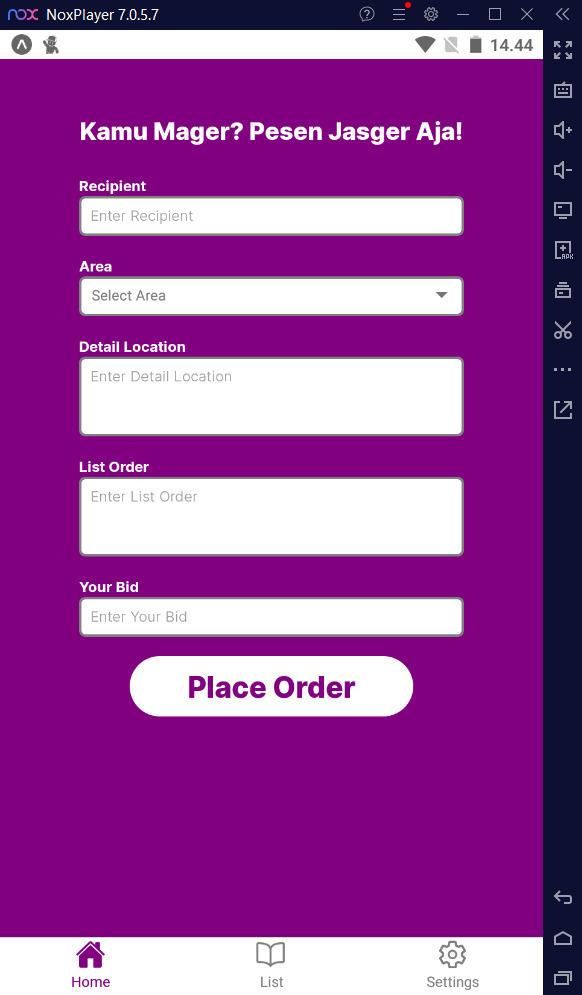 nox NoxPlayer 7.0.5.7
14.44
Kamu Mager? Pesen Jasger Aja!
Recipient
Enter Recipient
Area
Select Area
Detail Location
Enter Detail Location
List Order
Enter List Order
Your Bid
Enter Your Bid
Place Order
Home
List
Settings
APK